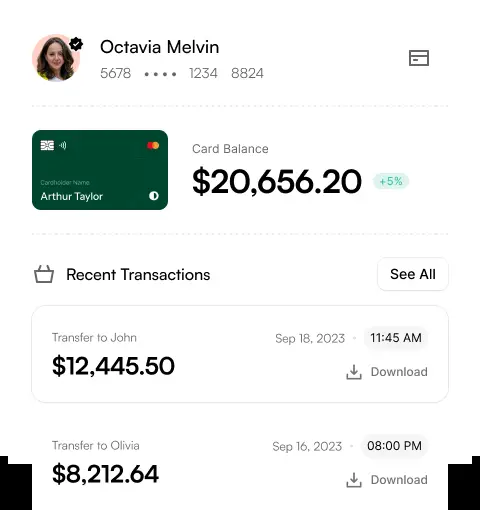 Octavia Melvin
5678 •••• 1234 8824
Card Balance
$20,656.20 +5%
Cardholder Name
Arthur Taylor
Recent Transactions See All
Transfer to John Sep 18, 2023 • 11:45 AM
$12,445.50 Download
Transfer to Olivia Sep 16, 2023 • 08:00 PM
$8,212.64 Download